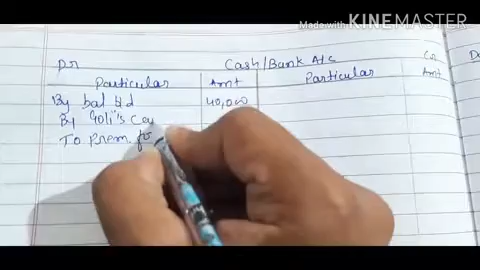 Made with KINEMASTER
Dr Cash/Bank A/c Cr
Particular Amt Particular Amt
By bal b/d 40,000
By Goli's Ca
To Prem for